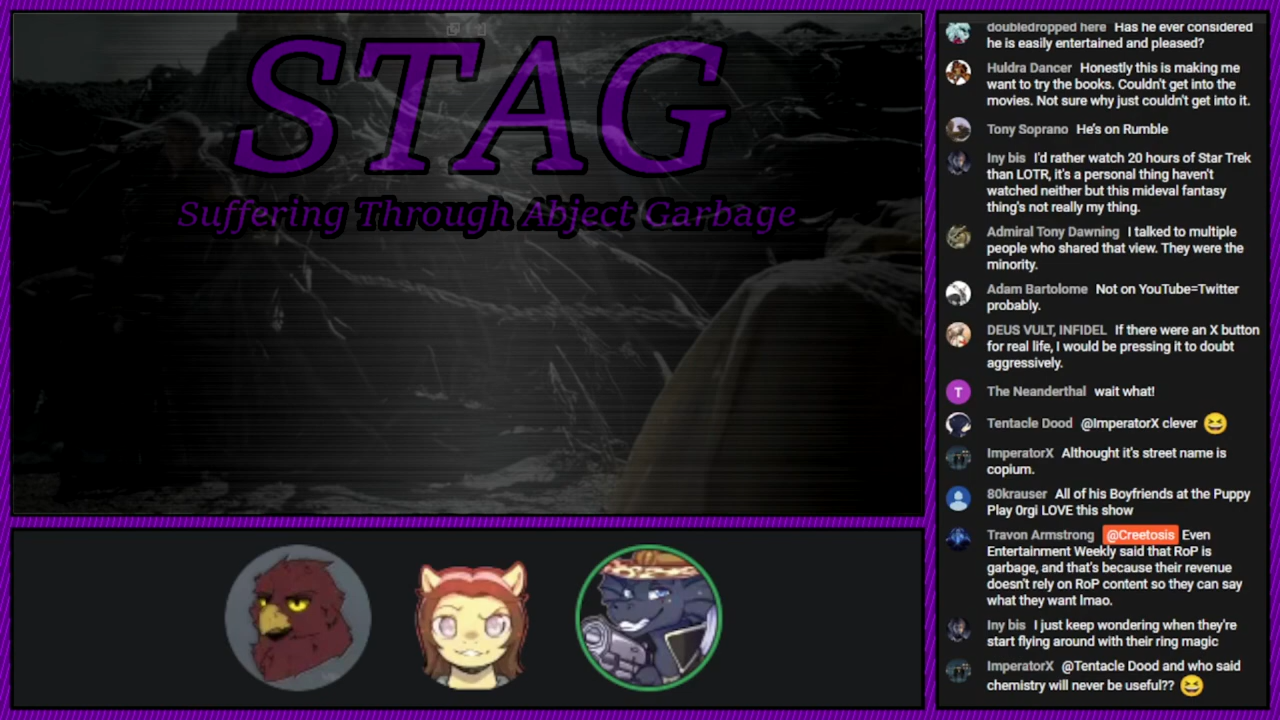 STAG
Suffering Through Abject Garbage
doubledropped here Has he ever considered
he is easily entertained and pleased?
Huldra Dancer Honestly this is making me
want to try the books. Couldn't get into the
movies. Not sure why just couldn't get into it.
Tony Soprano He's on Rumble
Iny bis I'd rather watch 20 hours of Star Trek
than LOTR, it's a personal thing haven't
watched neither but this mideval fantasy
thing's not really my thing.
Admiral Tony Dawning I talked to multiple
people who shared that view. They were the
minority.
Adam Bartolome Not on YouTube=Twitter
probably.
DEUS VULT, INFIDEL If there were an X button
for real life, I would be pressing it to doubt
aggressively.
T
The Neanderthal wait what!
Tentacle Dood @ImperatorX clever 😆
ImperatorX Althought it's street name is
copium.
80krauser All of his Boyfriends at the Puppy
Play 0rgi LOVE this show
Travon Armstrong @Creetosis Even
Entertainment Weekly said that RoP is
garbage, and that's because their revenue
doesn't rely on RoP content so they can say
what they want lmao.
Iny bis I just keep wondering when they're
start flying around with their ring magic
ImperatorX @Tentacle Dood and who said
chemistry will never be useful?? 😆